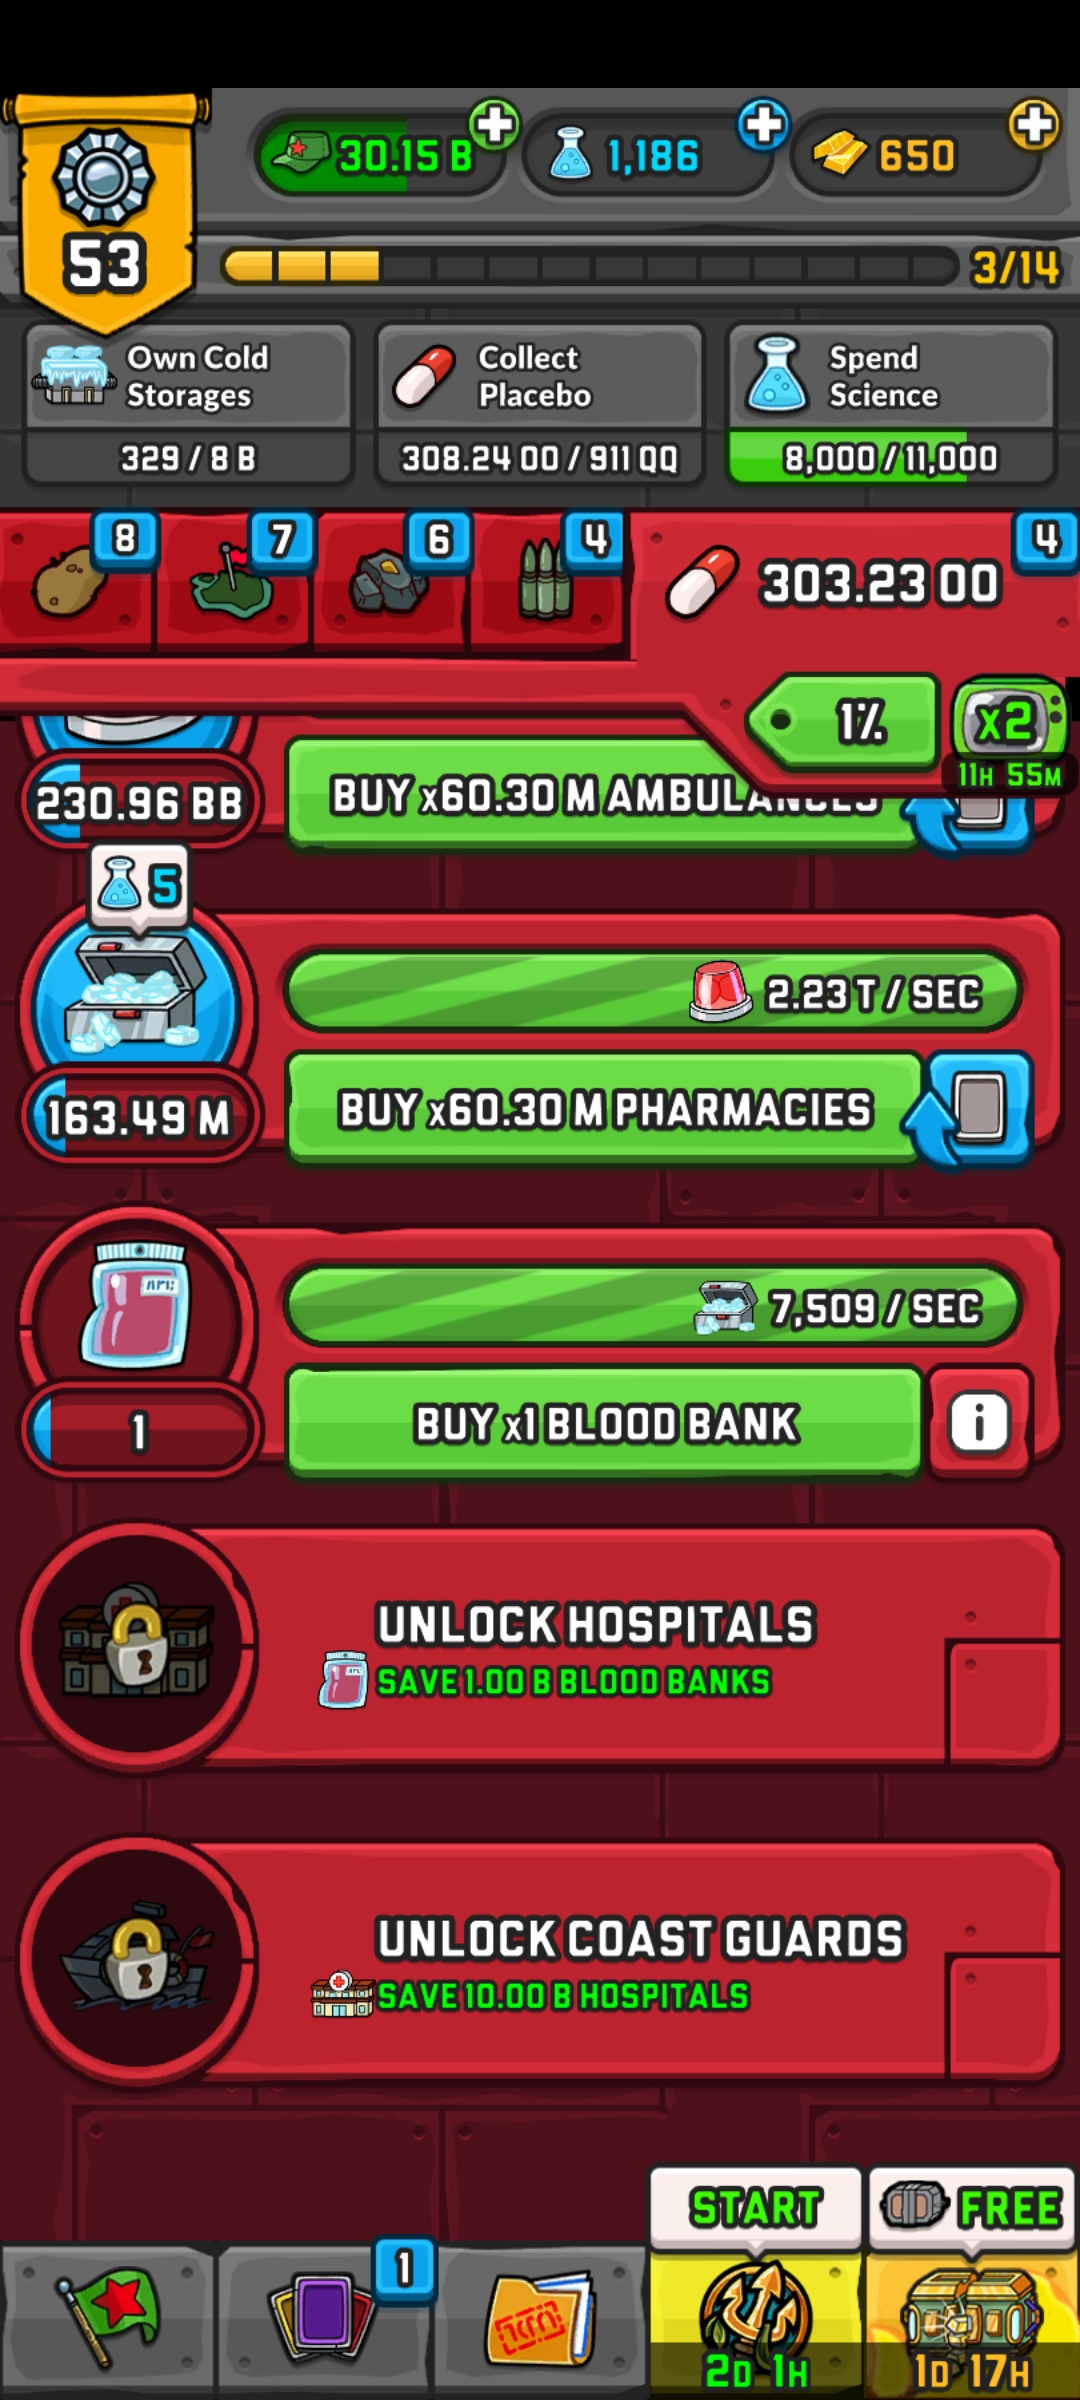 30.15 B
1,186
650
53
3/14
Own Cold
Storages
329 / 8 B
Collect
Placebo
308.24 OO / 911 QQ
Spend
Science
8,000 / 11,000
8
7
6
4
303.23 OO
4
1%
x2
11H 55M
230.96 BB
BUY x60.30 M AMBULANCES
5
2.23 T / SEC
163.49 M
BUY x60.30 M PHARMACIES
7,509 / SEC
1
BUY x1 BLOOD BANK
i
UNLOCK HOSPITALS
SAVE 1.00 B BLOOD BANKS
UNLOCK COAST GUARDS
SAVE 10.00 B HOSPITALS
START
FREE
1
2D 1H
1D 17H